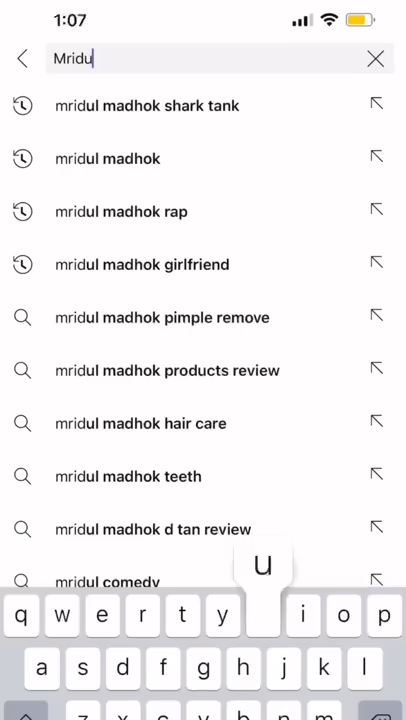 1:07
Mridu
mridul madhok shark tank
mridul madhok
mridul madhok rap
mridul madhok girlfriend
mridul madhok pimple remove
mridul madhok products review
mridul madhok hair care
mridul madhok teeth
mridul madhok d tan review
mridul comedy
u
q w e r t y i o p
a s d f g h j k l
z x c v b n m